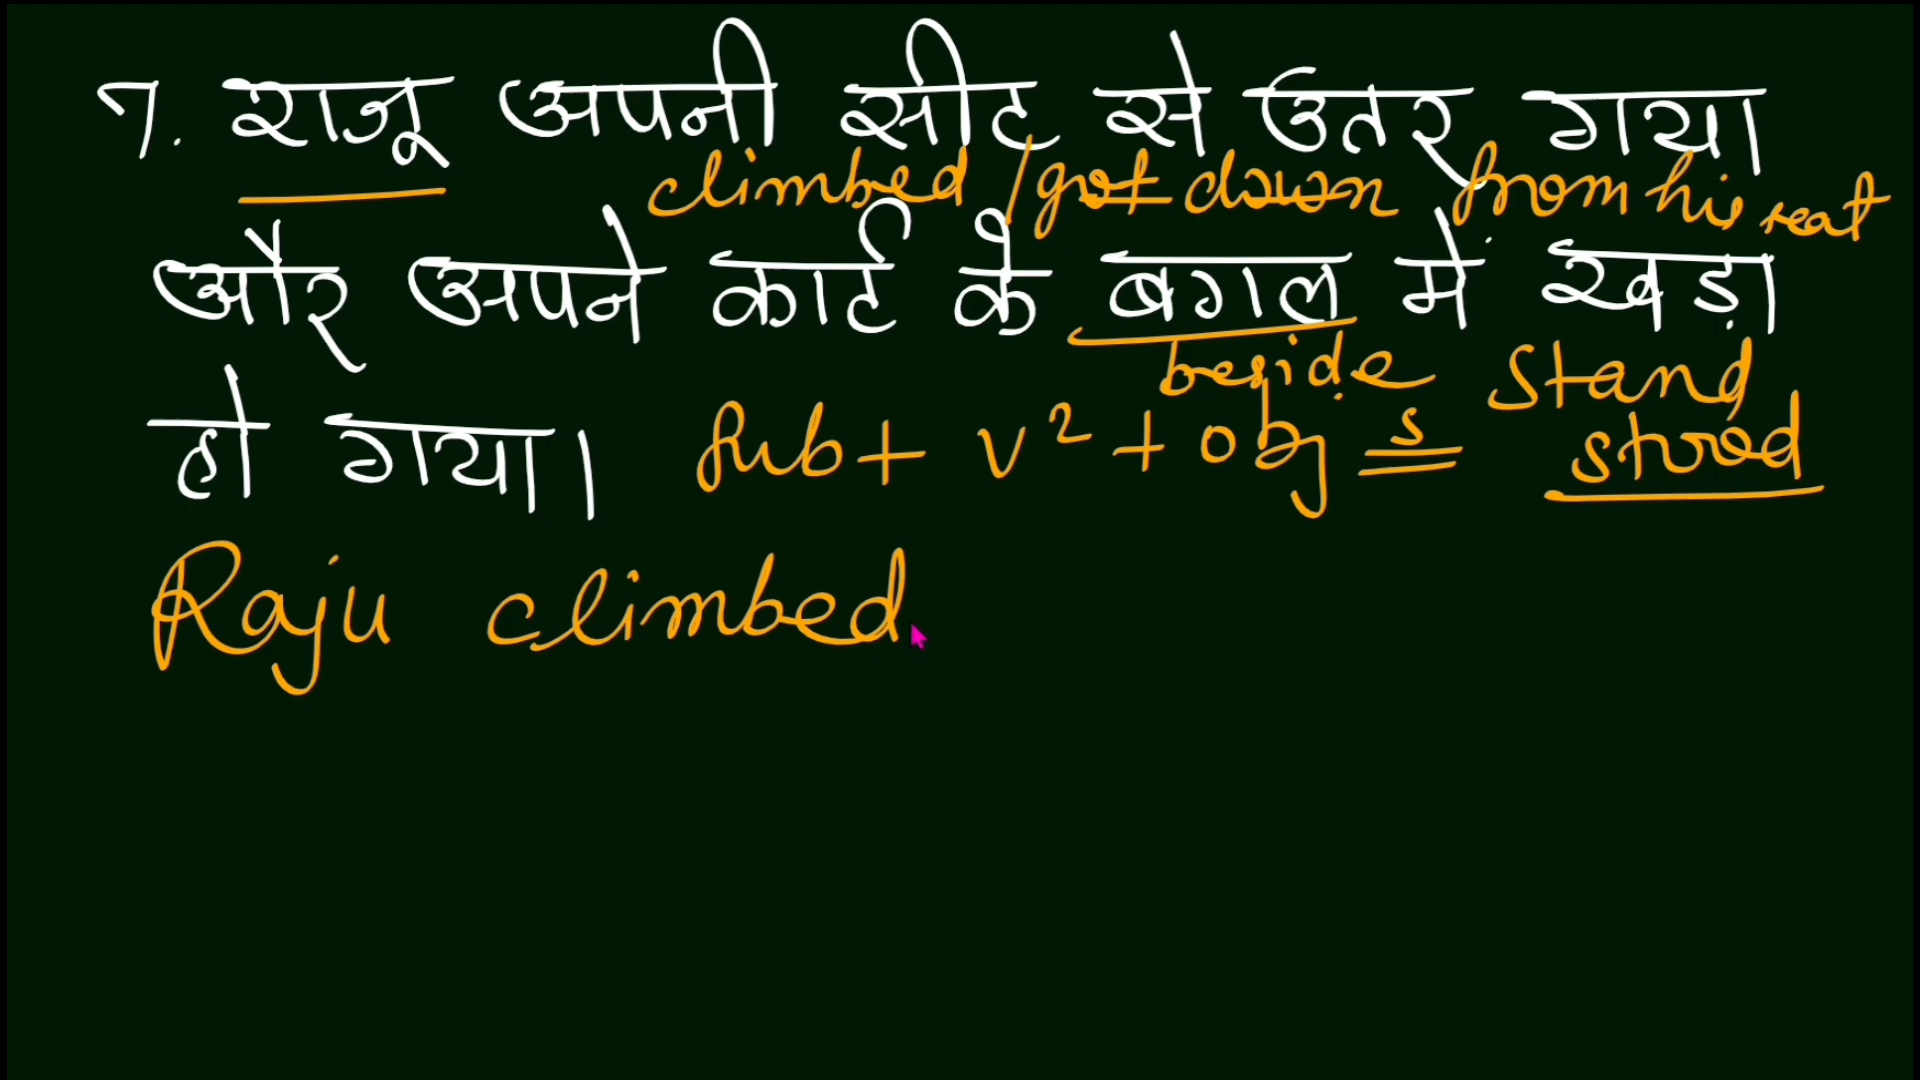 7. राजू अपनी सीट से उतर गया
climbed / got down from his seat
और अपने कार्ट के बगल में खड़ा
beside stand
हो गया। Sub + V² + obj = s stood
Raju climbed